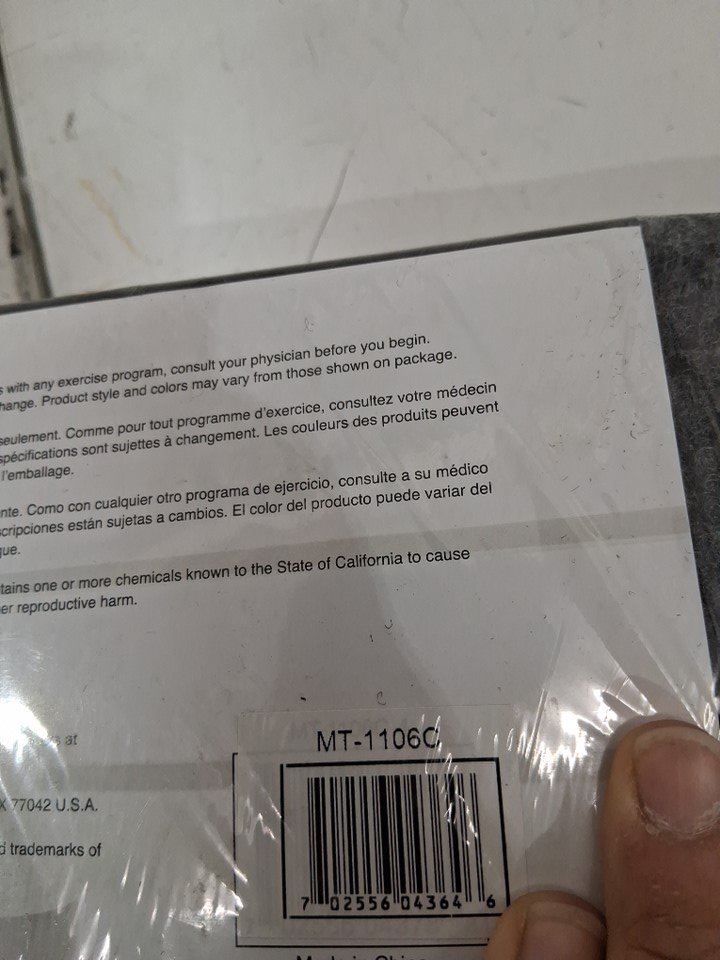 with any exercise program, consult your physician before you begin.
hange. Product style and colors may vary from those shown on package.
seulement. Comme pour tout programme d'exercice, consultez votre médecin
spécifications sont sujettes à changement. Les couleurs des produits peuvent
l'emballage.
nte. Como con cualquier otro programa de ejercicio, consulte a su médico
scripciones están sujetas a cambios. El color del producto puede variar del
que.
tains one or more chemicals known to the State of California to cause
er reproductive harm.
at
X 77042 U.S.A.
d trademarks of
MT-1106C
7 02556 04364 6